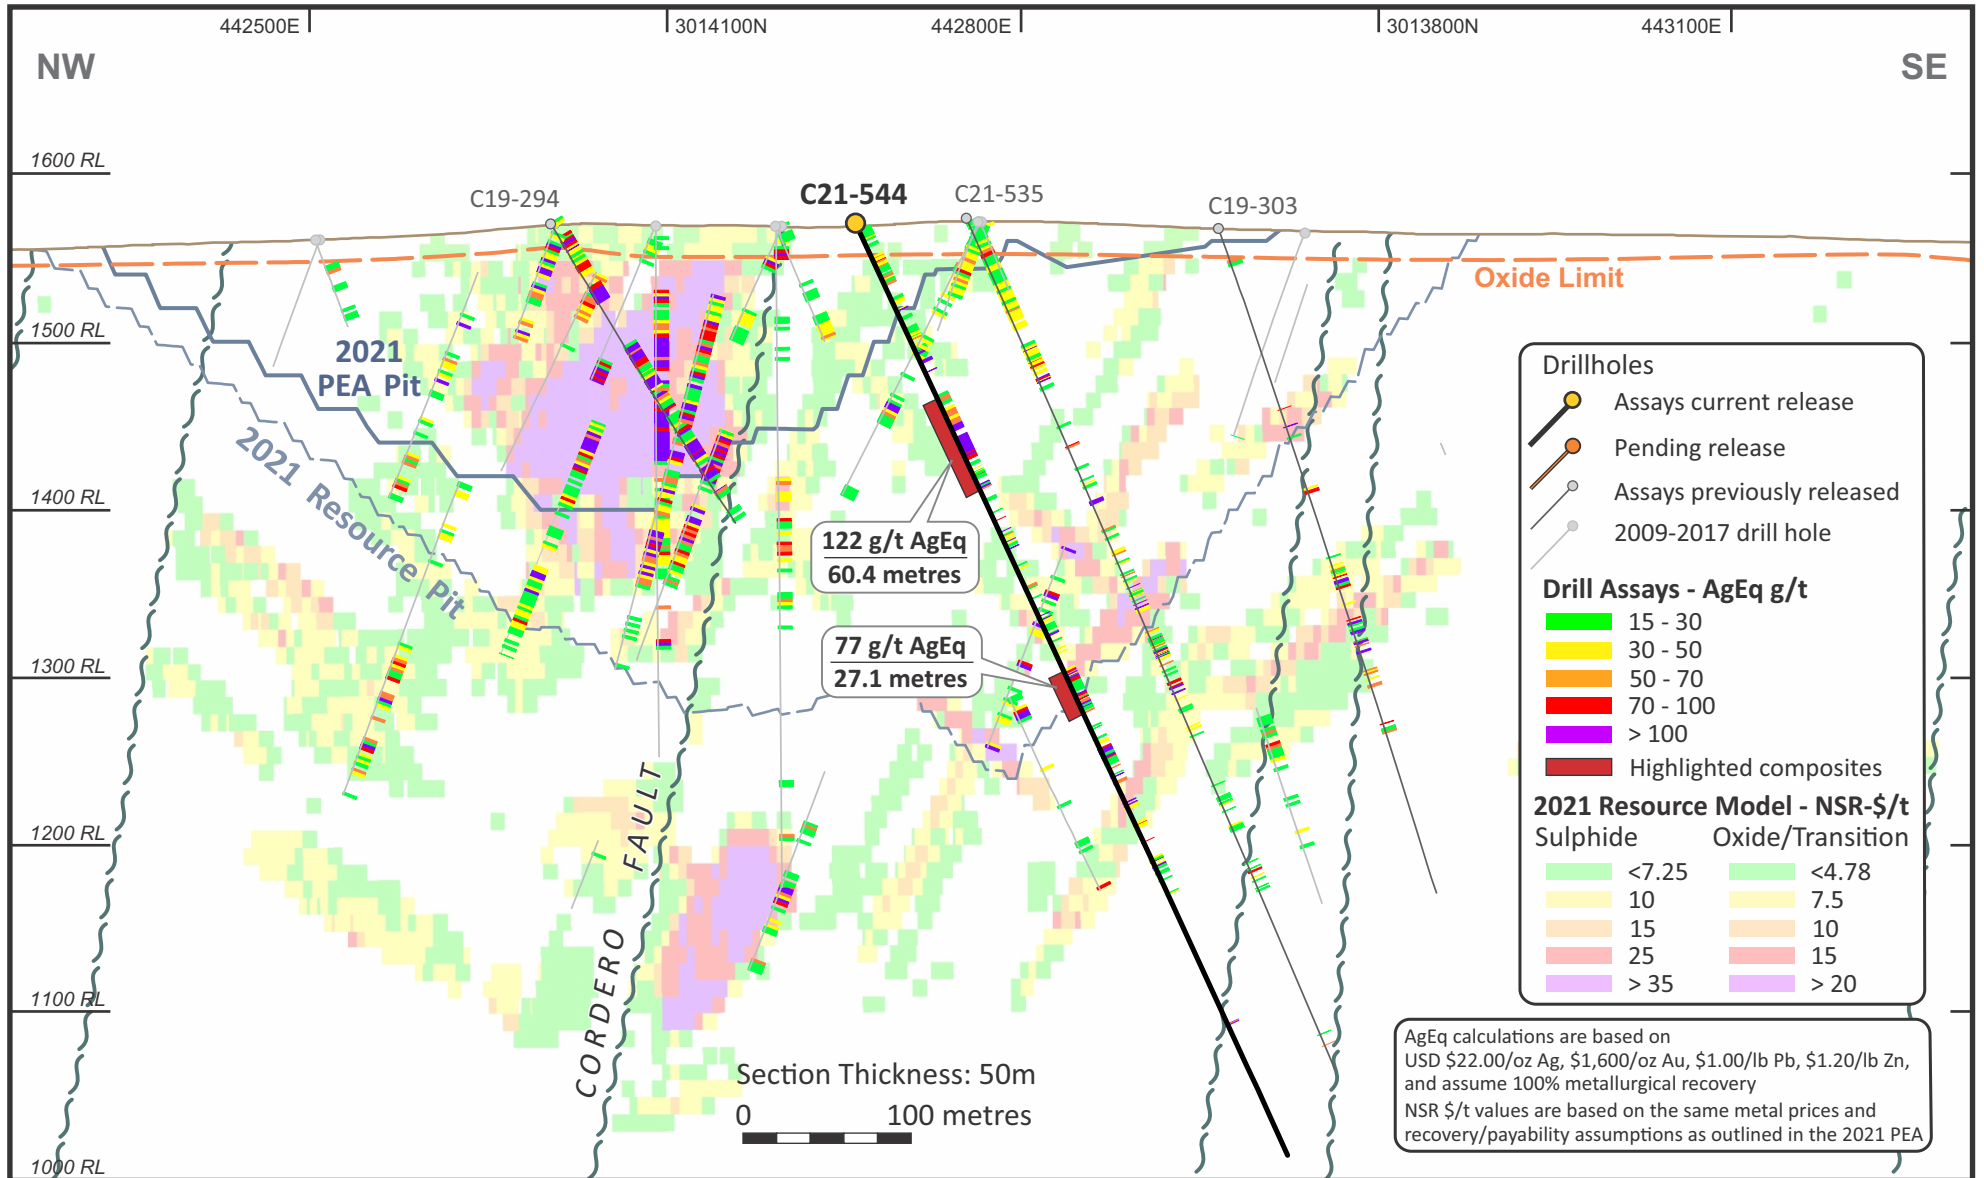 442500E
3014100N
442800E
3013800N
443100E
NW
SE
1600 RL
C19-294
C21-544
C21-535
C19-303
Oxide Limit
1500 RL
2021
PEA Pit
2021 Resource Pit
1400 RL
122 g/t AgEq
60.4 metres
1300 RL
77 g/t AgEq
27.1 metres
1200 RL
CORDERO FAULT
1100 RL
1000 RL
Section Thickness: 50m
0
100 metres
Drillholes
Assays current release
Pending release
Assays previously released
2009-2017 drill hole
Drill Assays - AgEq g/t
15 - 30
30 - 50
50 - 70
70 - 100
> 100
Highlighted composites
2021 Resource Model - NSR-$/t
Sulphide Oxide/Transition
<7.25 <4.78
10 7.5
15 10
25 15
> 35 > 20
AgEq calculations are based on
USD $22.00/oz Ag, $1,600/oz Au, $1.00/lb Pb, $1.20/lb Zn,
and assume 100% metallurgical recovery
NSR $/t values are based on the same metal prices and
recovery/payability assumptions as outlined in the 2021 PEA